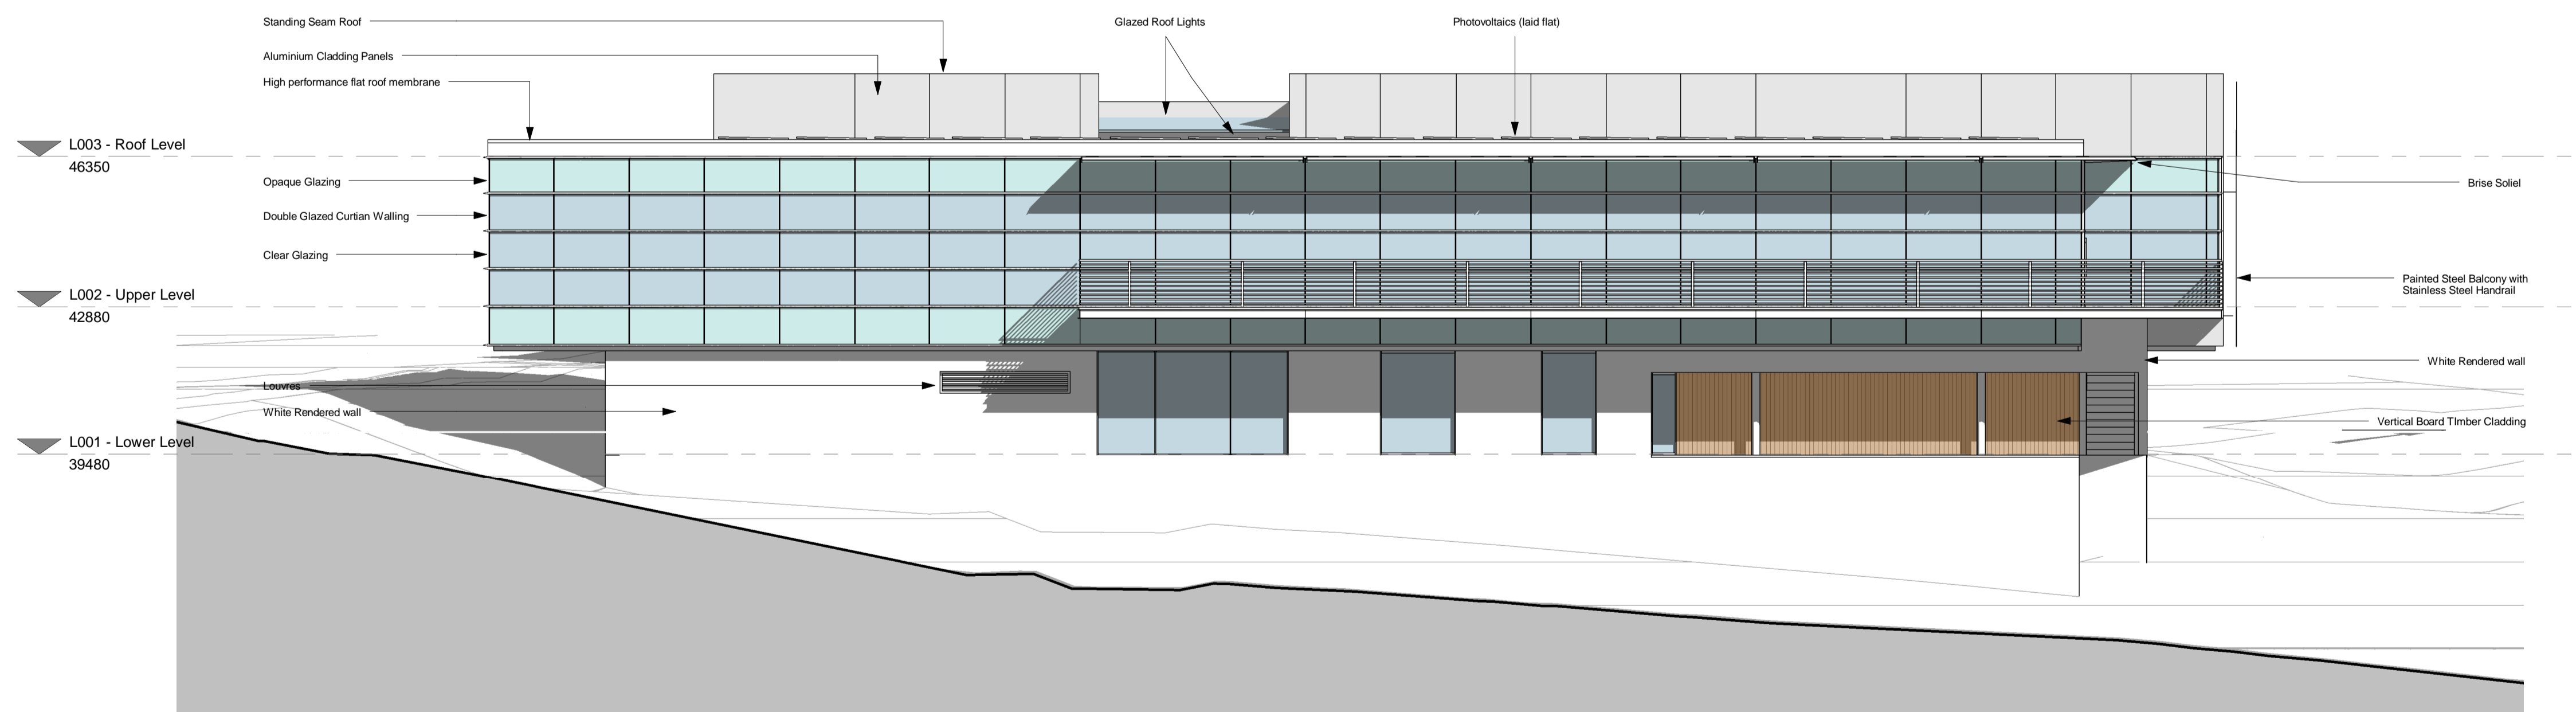 Standing Seam Roof
Glazed Roof Lights
Photovoltaics (laid flat)
Aluminium Cladding Panels
High performance flat roof membrane
L003 - Roof Level
46350
Opaque Glazing
Brise Soliel
Double Glazed Curtian Walling
Clear Glazing
Painted Steel Balcony with
Stainless Steel Handrail
L002 - Upper Level
42880
White Rendered wall
Louvres
White Rendered wall
Vertical Board TImber Cladding
L001 - Lower Level
39480